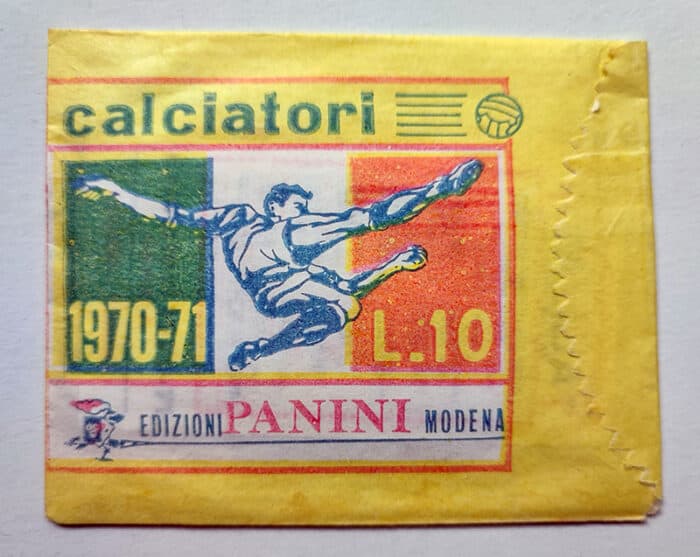 calciatori
1970-71 L.10
EDIZIONI PANINI MODENA